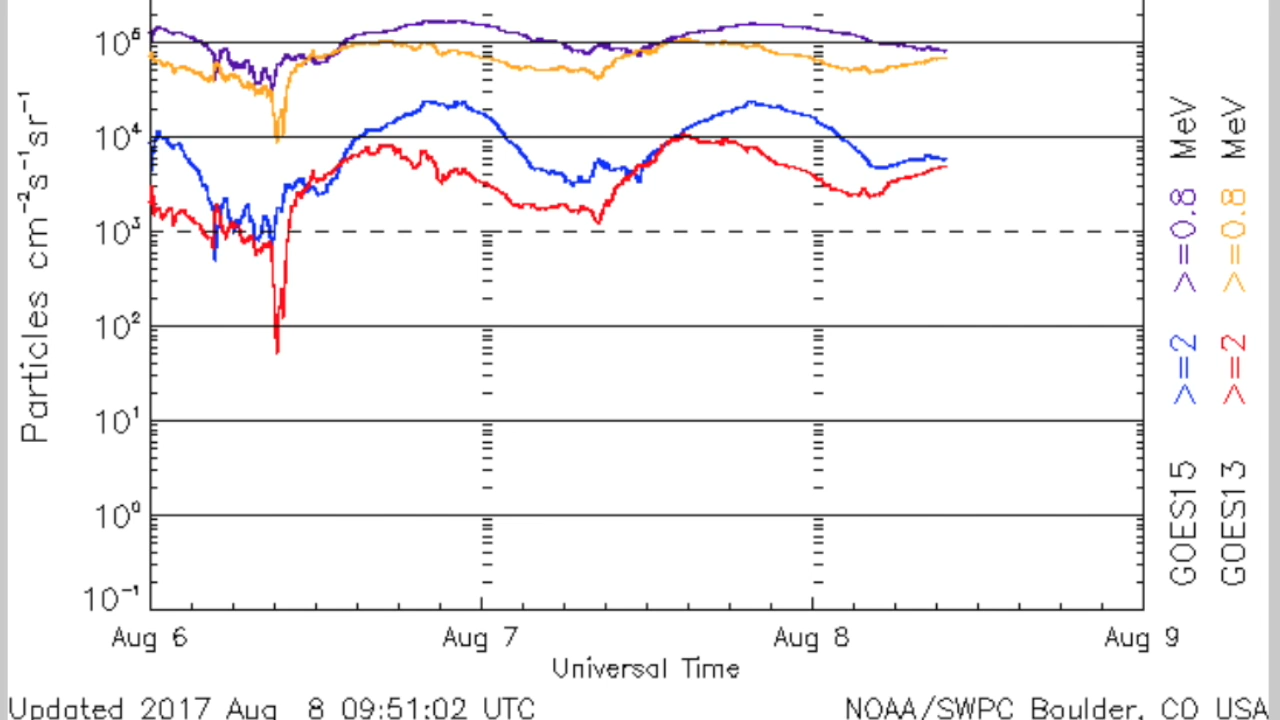 10⁵
10⁴
10³
10²
10¹
10⁰
10⁻¹
Particles cm⁻²s⁻¹sr⁻¹
Aug 6
Aug 7
Aug 8
Aug 9
Universal Time
GOES15 >=2 >=0.8 MeV
GOES13 >=2 >=0.8 MeV
Updated 2017 Aug 8 09:51:02 UTC
NOAA/SWPC Boulder, CO USA